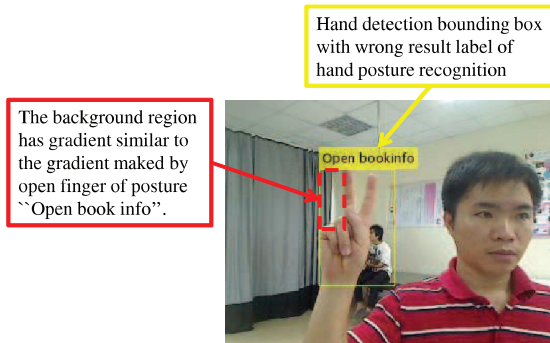 Hand detection bounding box
with wrong result label of
hand posture recognition
The background region
has gradient similar to
the gradient maked by
open finger of posture
``Open book info’’.
Open bookinfo